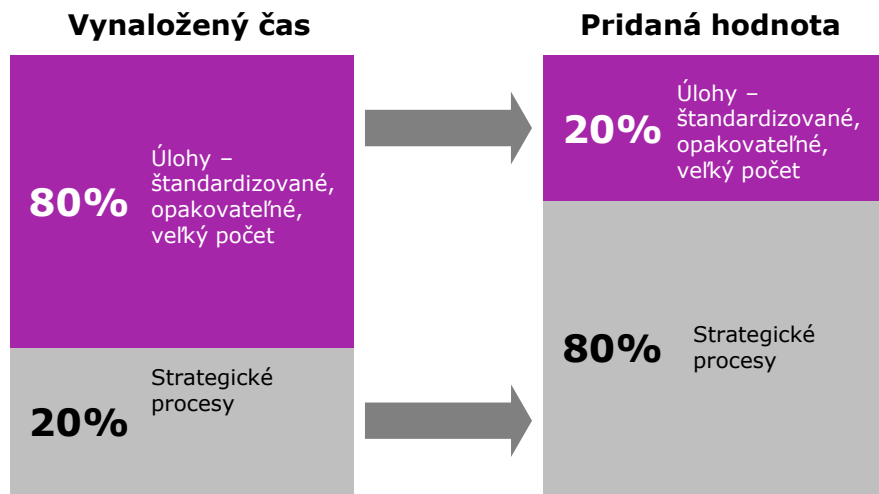 Vynaložený čas
80%
Úlohy –
štandardizované,
opakovateľné,
veľký počet
20%
Strategické
procesy
Pridaná hodnota
20%
Úlohy –
štandardizované,
opakovateľné,
veľký počet
80%
Strategické
procesy